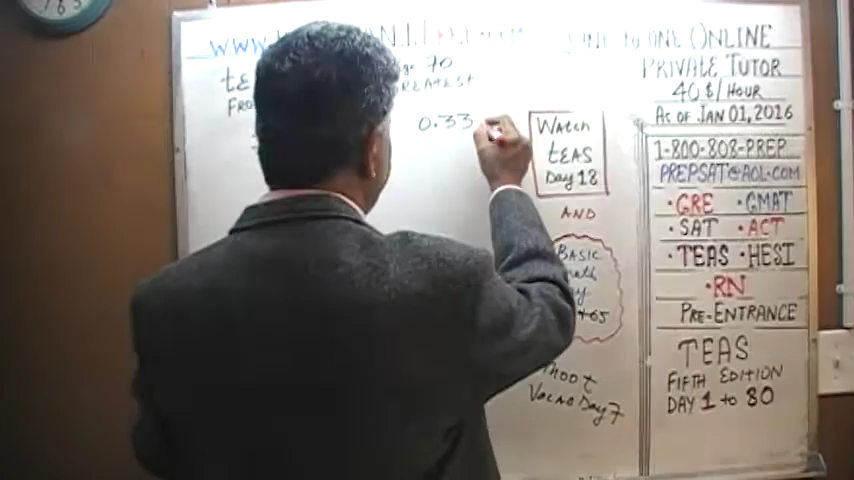 WWW.
ONE TO ONE ONLINE
PRIVATE TUTOR
40 $/HOUR
AS OF JAN 01, 2016
1-800-808-PREP
PREPSAT@AOL.COM
• GRE • GMAT
• SAT • ACT
• TEAS • HESI
• RN
PRE-ENTRANCE
TEAS
FIFTH EDITION
DAY 1 to 80
70
0.33
Watch
tEAS
Day 18
AND
BASIC
Vocab Day 7